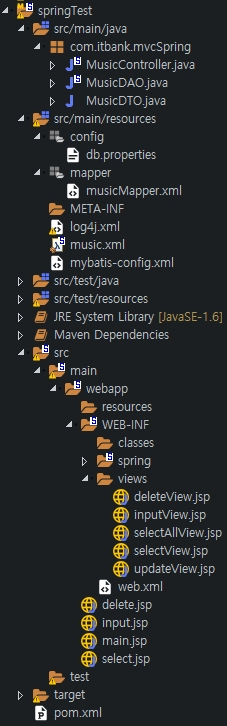 springTest
src/main/java
com.itbank.mvcSpring
MusicController.java
MusicDAO.java
MusicDTO.java
src/main/resources
config
db.properties
mapper
musicMapper.xml
META-INF
log4j.xml
music.xml
mybatis-config.xml
src/test/java
src/test/resources
JRE System Library [JavaSE-1.6]
Maven Dependencies
src
main
webapp
resources
WEB-INF
classes
spring
views
deleteView.jsp
inputView.jsp
selectAllView.jsp
selectView.jsp
updateView.jsp
web.xml
delete.jsp
input.jsp
main.jsp
select.jsp
test
target
pom.xml